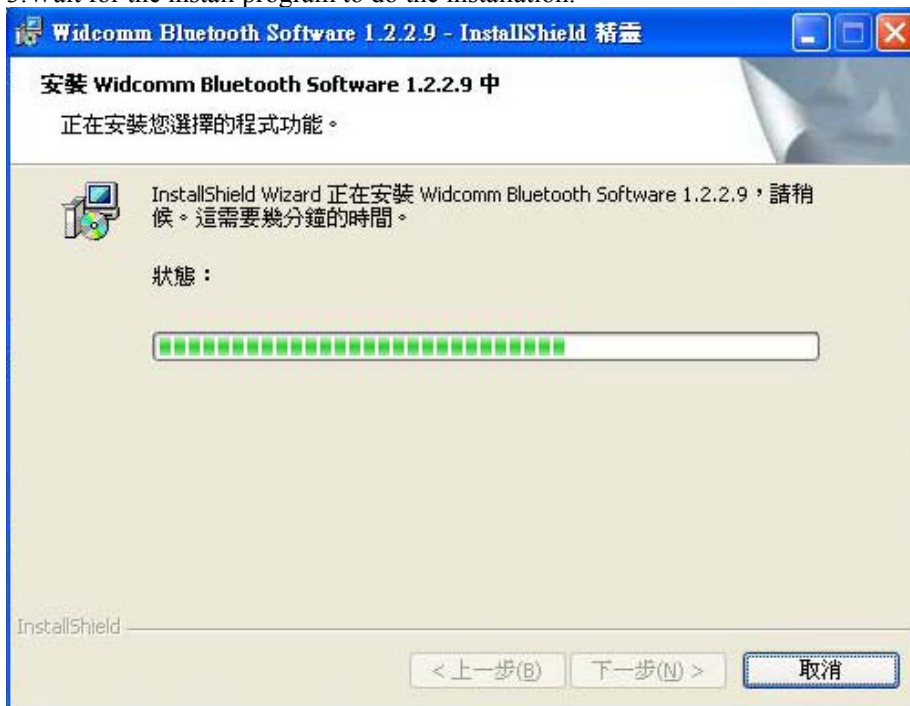 5.Wait for the install program to do the installation.
Widcomm Bluetooth Software 1.2.2.9 - InstallShield 精靈
安裝 Widcomm Bluetooth Software 1.2.2.9 中
正在安裝您選擇的程式功能。
InstallShield Wizard 正在安裝 Widcomm Bluetooth Software 1.2.2.9，請稍
候。這需要幾分鐘的時間。
狀態：
InstallShield
< 上一步(B)
下一步(N) >
取消